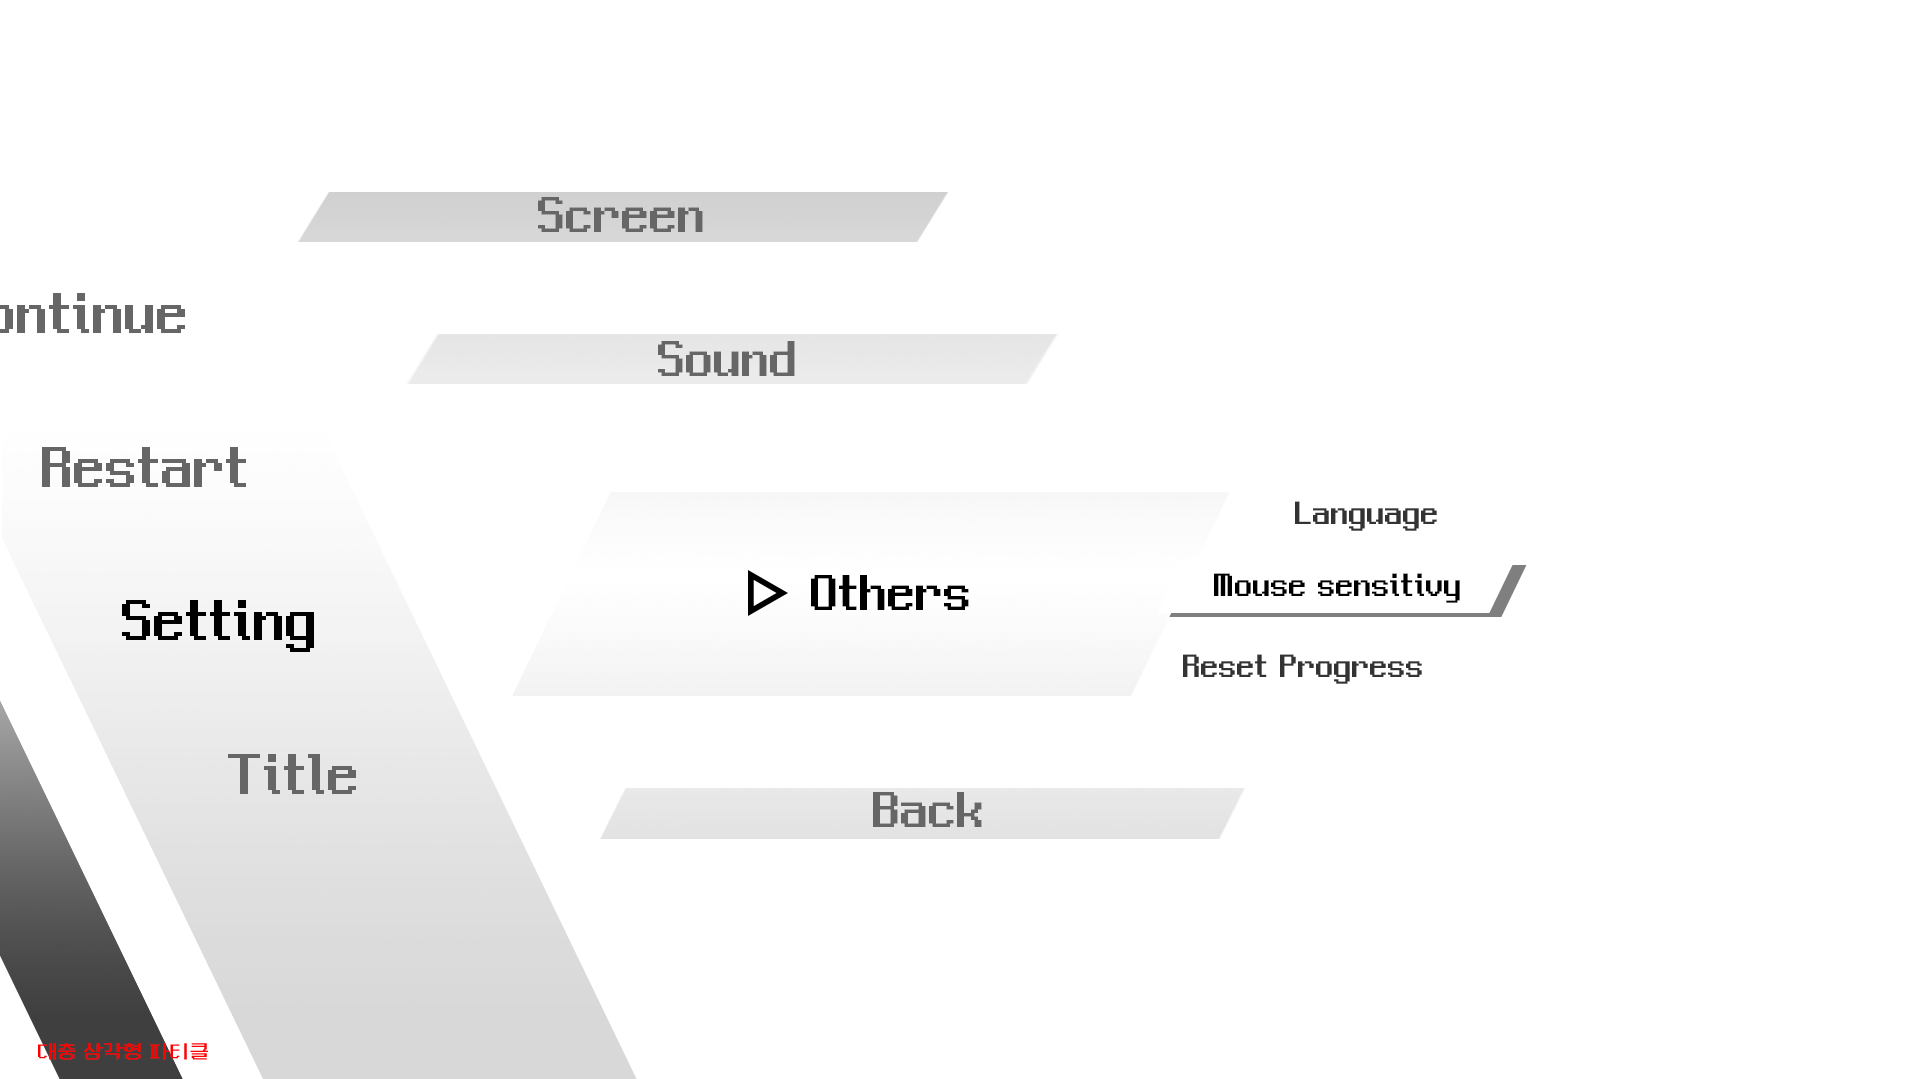 Screen
ontinue
Sound
Restart
Language
Others
Mouse sensitivy
Setting
Reset Progress
Title
Back
대충 삼각형 파티클